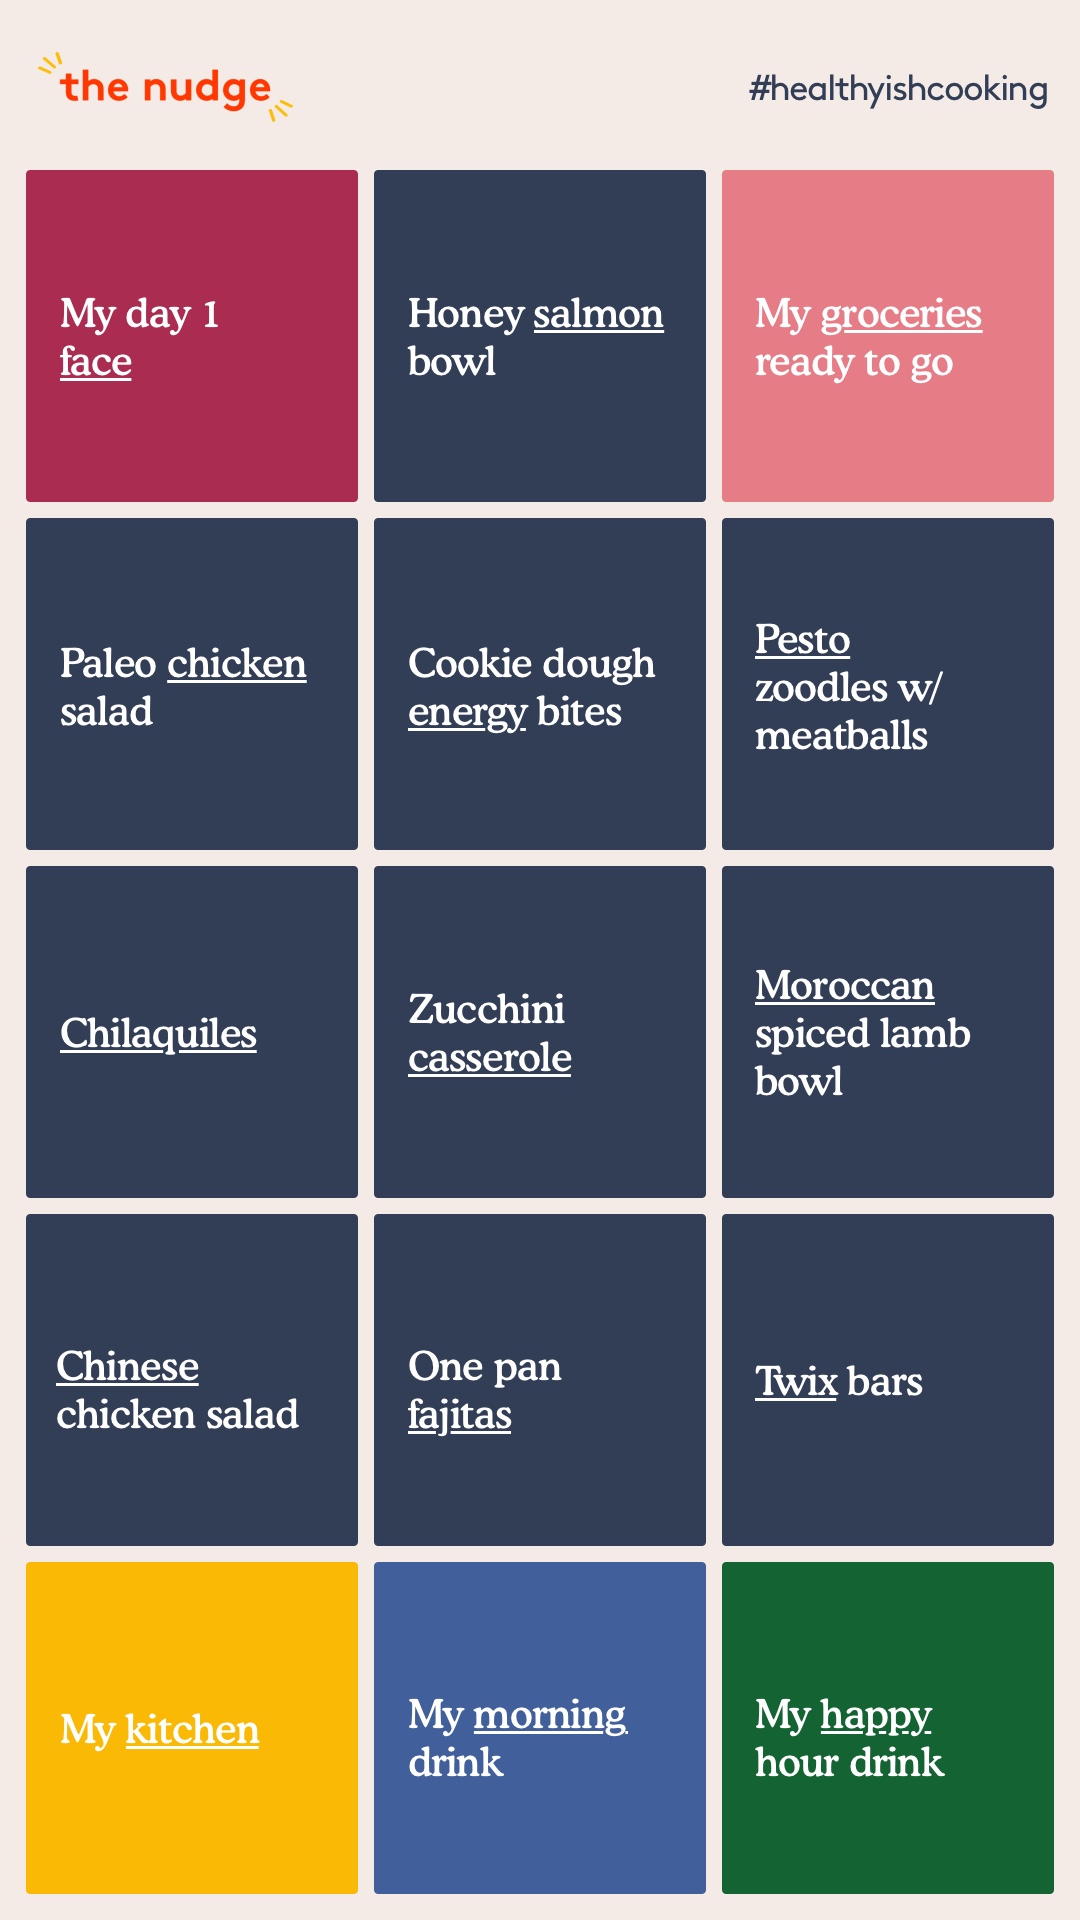 the nudge
#healthyishcooking
My day 1
face
Honey salmon
bowl
My groceries
ready to go
Paleo chicken
salad
Cookie dough
energy bites
Pesto
zoodles w/
meatballs
Chilaquiles
Zucchini
casserole
Moroccan
spiced lamb
bowl
Chinese
chicken salad
One pan
fajitas
Twix bars
My kitchen
My morning
drink
My happy
hour drink